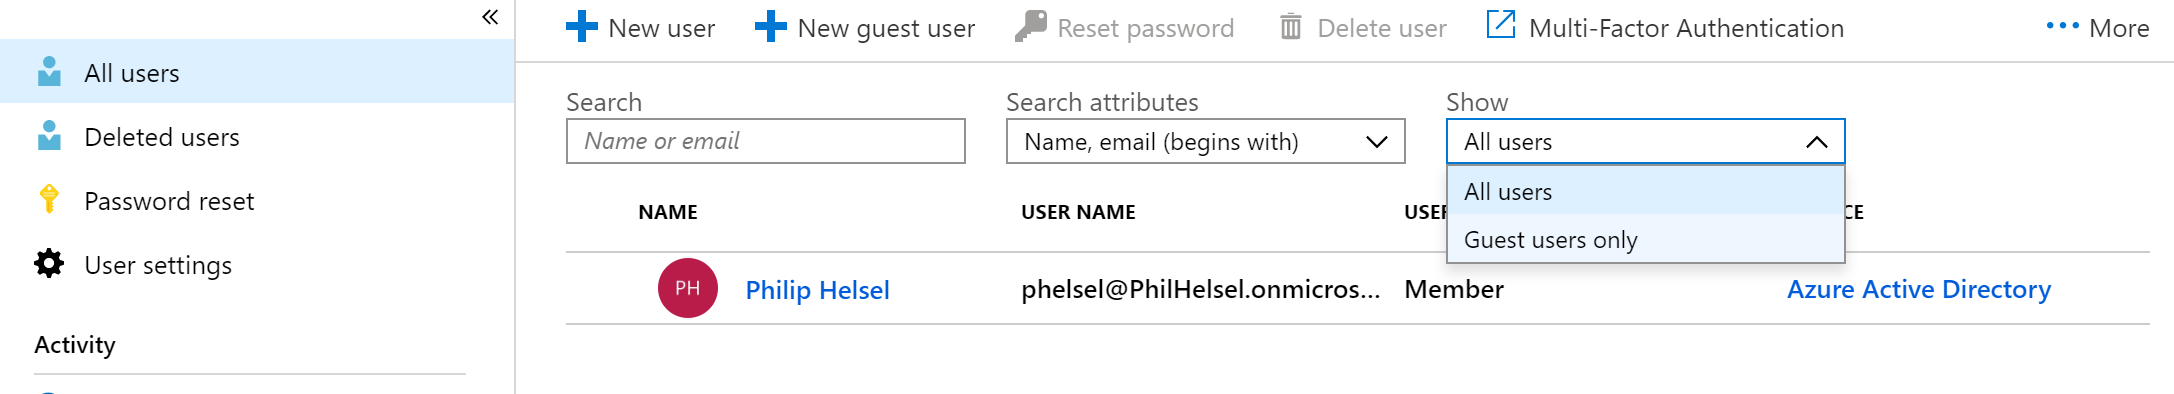 «
All users
Deleted users
Password reset
User settings
Activity
New user New guest user Reset password Delete user Multi-Factor Authentication ••• More
Search Search attributes Show
Name or email Name, email (begins with) All users
All users
Guest users only
NAME USER NAME USER CE
PH Philip Helsel phelsel@PhilHelsel.onmicros... Member Azure Active Directory